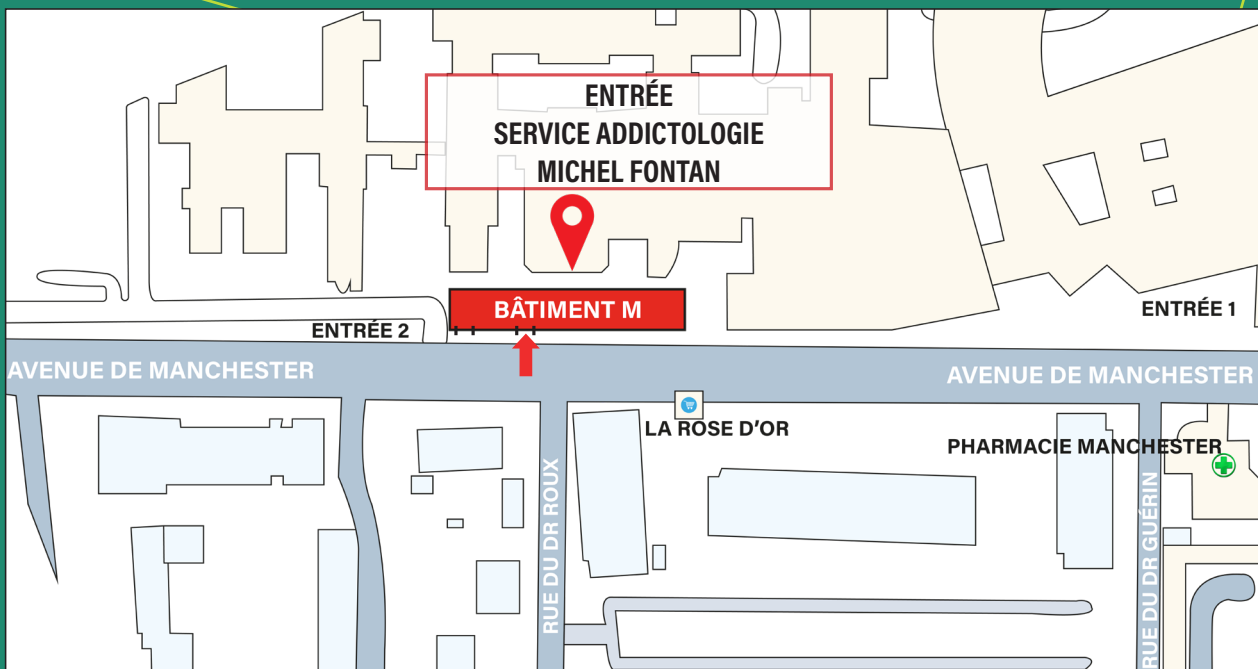 ENTRÉE
SERVICE ADDICTOLOGIE
MICHEL FONTAN
BÂTIMENT M
ENTRÉE 1
ENTRÉE 2
AVENUE DE MANCHESTER
AVENUE DE MANCHESTER
LA ROSE D'OR
PHARMACIE MANCHESTER
RUE DU DR ROUX
RUE DU DR GUÉRIN